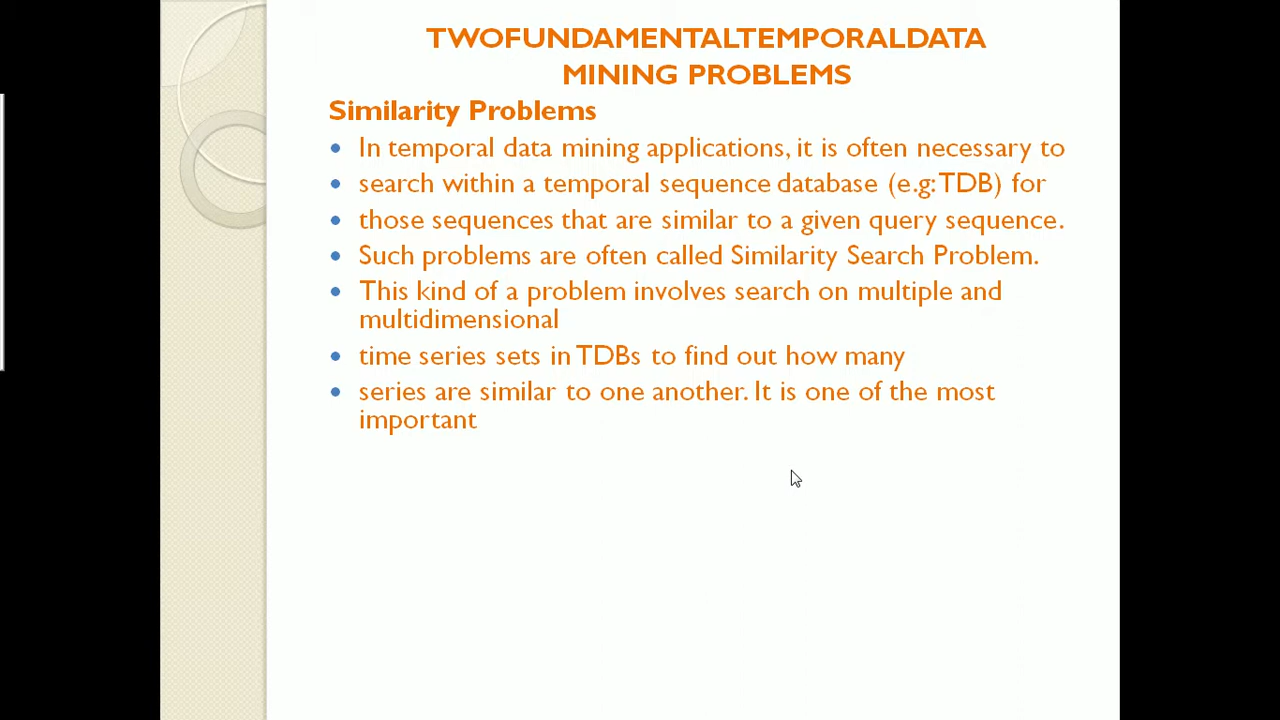 TWOFUNDAMENTALTEMPORALDATA
MINING PROBLEMS
Similarity Problems
• In temporal data mining applications, it is often necessary to
• search within a temporal sequence database (e.g: TDB) for
• those sequences that are similar to a given query sequence.
• Such problems are often called Similarity Search Problem.
• This kind of a problem involves search on multiple and
multidimensional
• time series sets in TDBs to find out how many
• series are similar to one another. It is one of the most
important